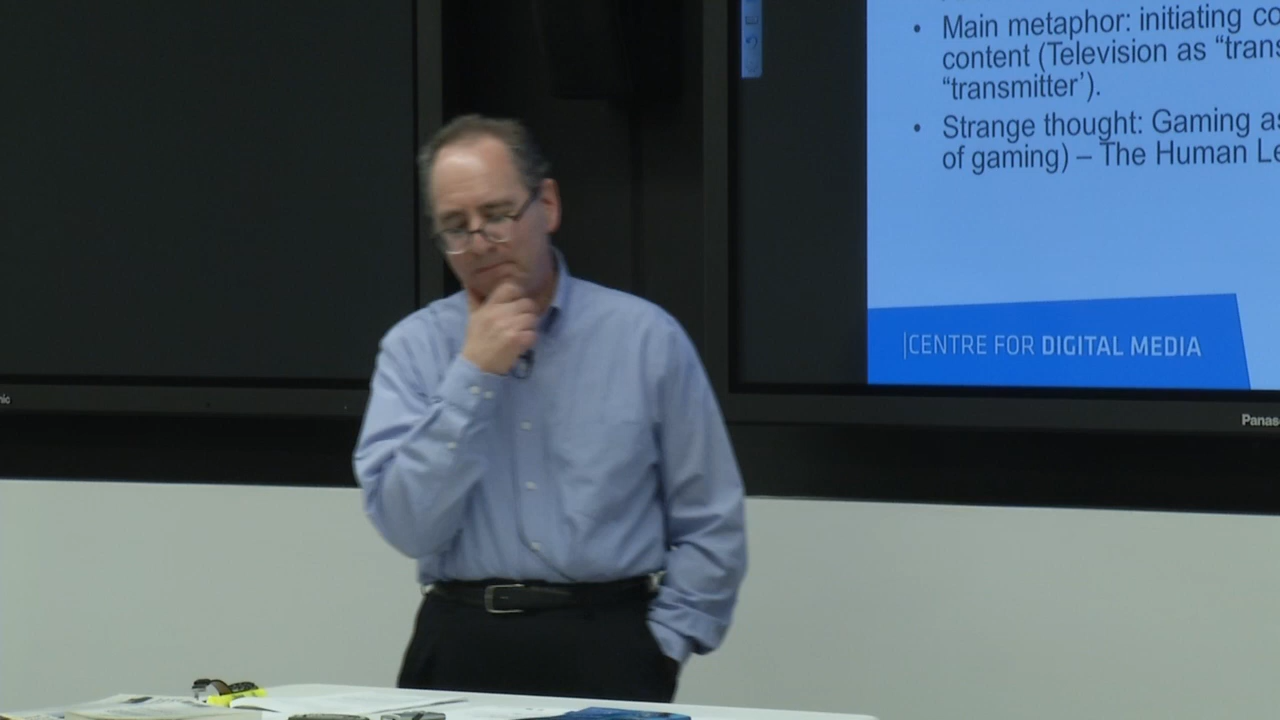 • Main metaphor: initiating co
content (Television as “trans
“transmitter’).
• Strange thought: Gaming as
of gaming) – The Human Le
|CENTRE FOR DIGITAL MEDIA
Panas